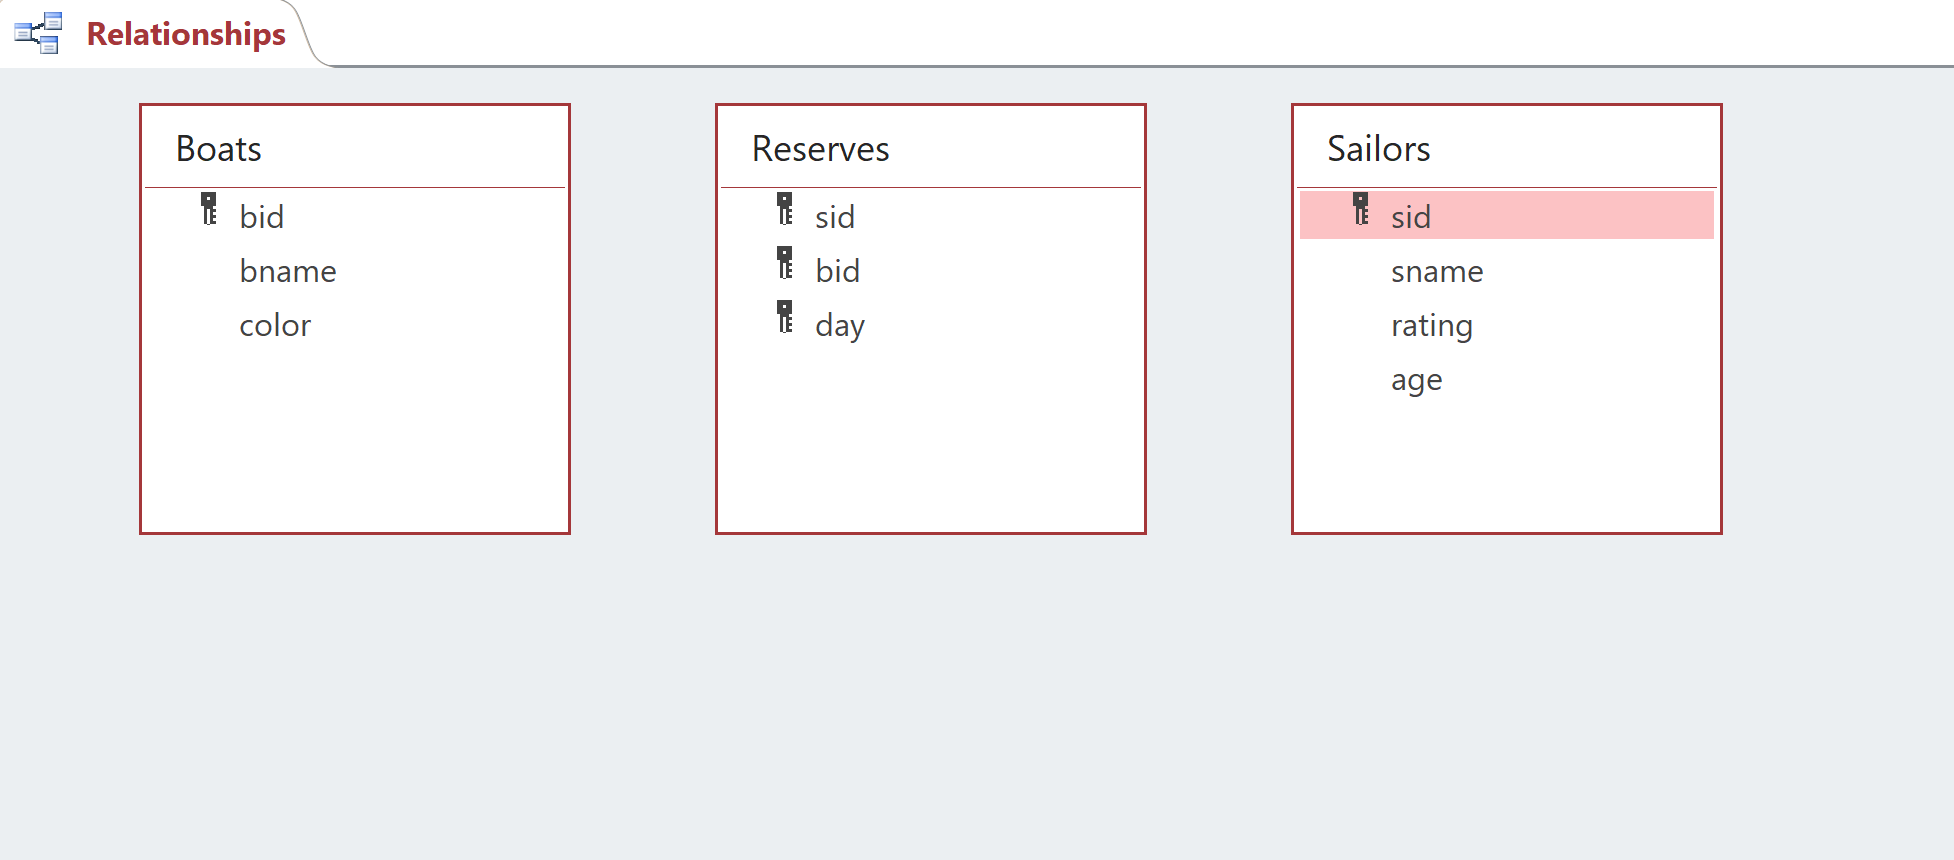 Relationships
Boats
bid
bname
color
Reserves
sid
bid
day
Sailors
sid
sname
rating
age